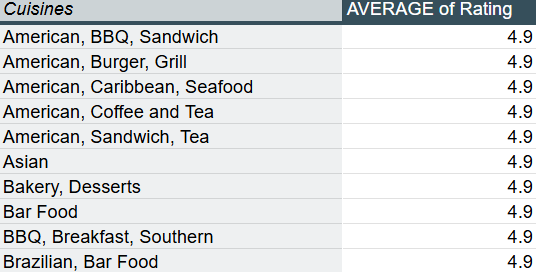 Cuisines AVERAGE of Rating
American, BBQ, Sandwich 4.9
American, Burger, Grill 4.9
American, Caribbean, Seafood 4.9
American, Coffee and Tea 4.9
American, Sandwich, Tea 4.9
Asian 4.9
Bakery, Desserts 4.9
Bar Food 4.9
BBQ, Breakfast, Southern 4.9
Brazilian, Bar Food 4.9